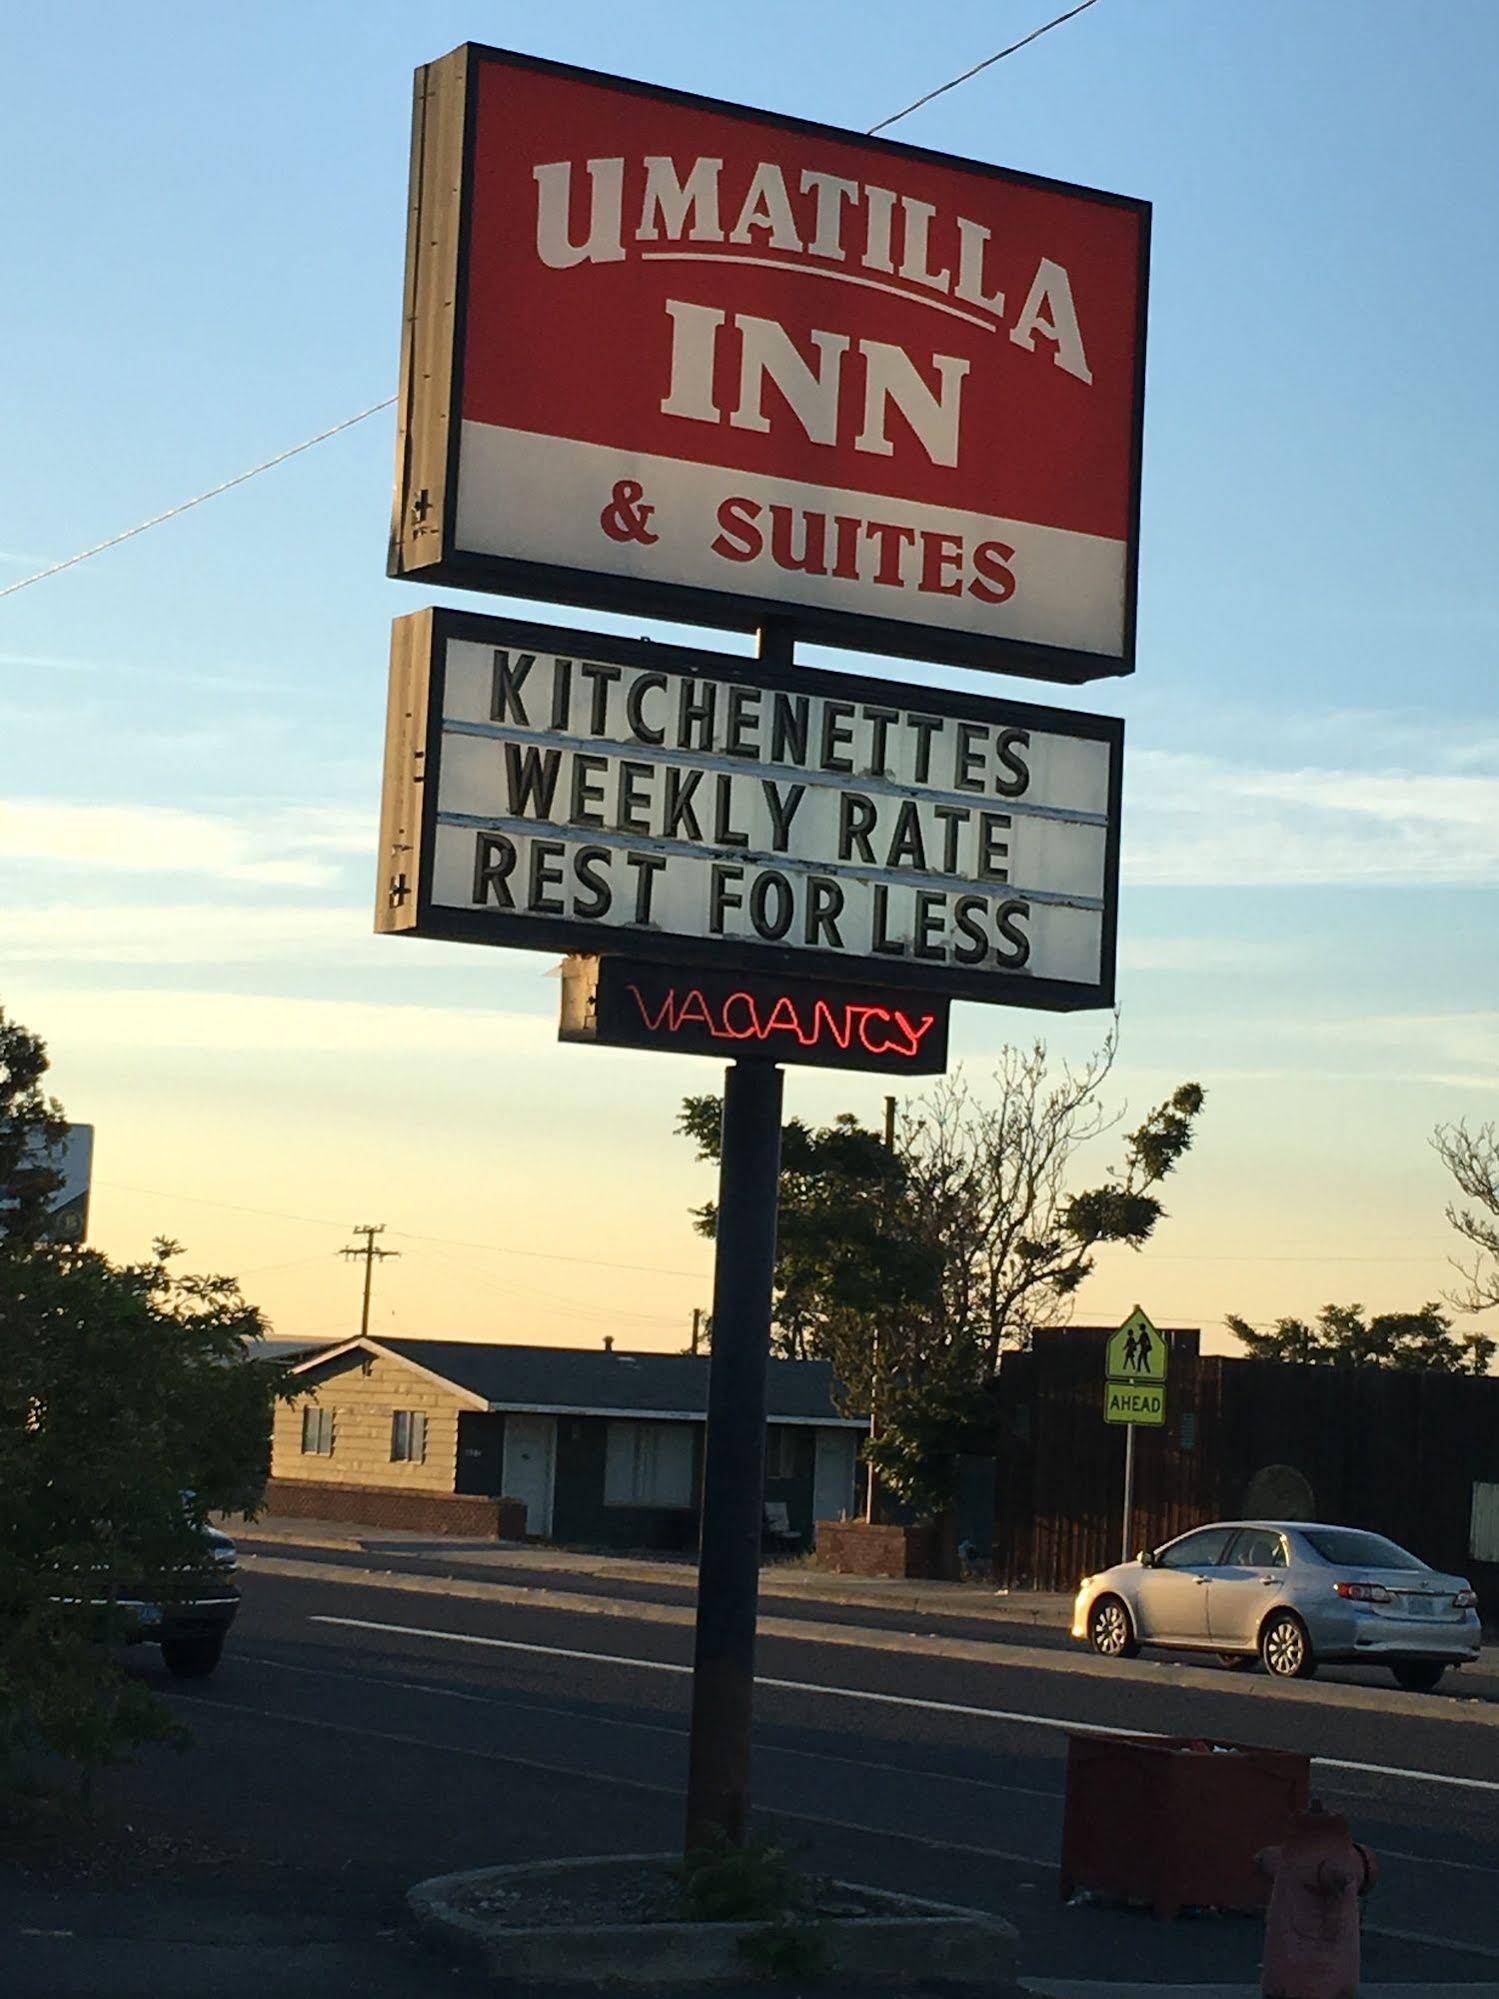 UMATILLA
INN
& SUITES
KITCHENETTES
WEEKLY RATE
REST FOR LESS
VACANCY
AHEAD